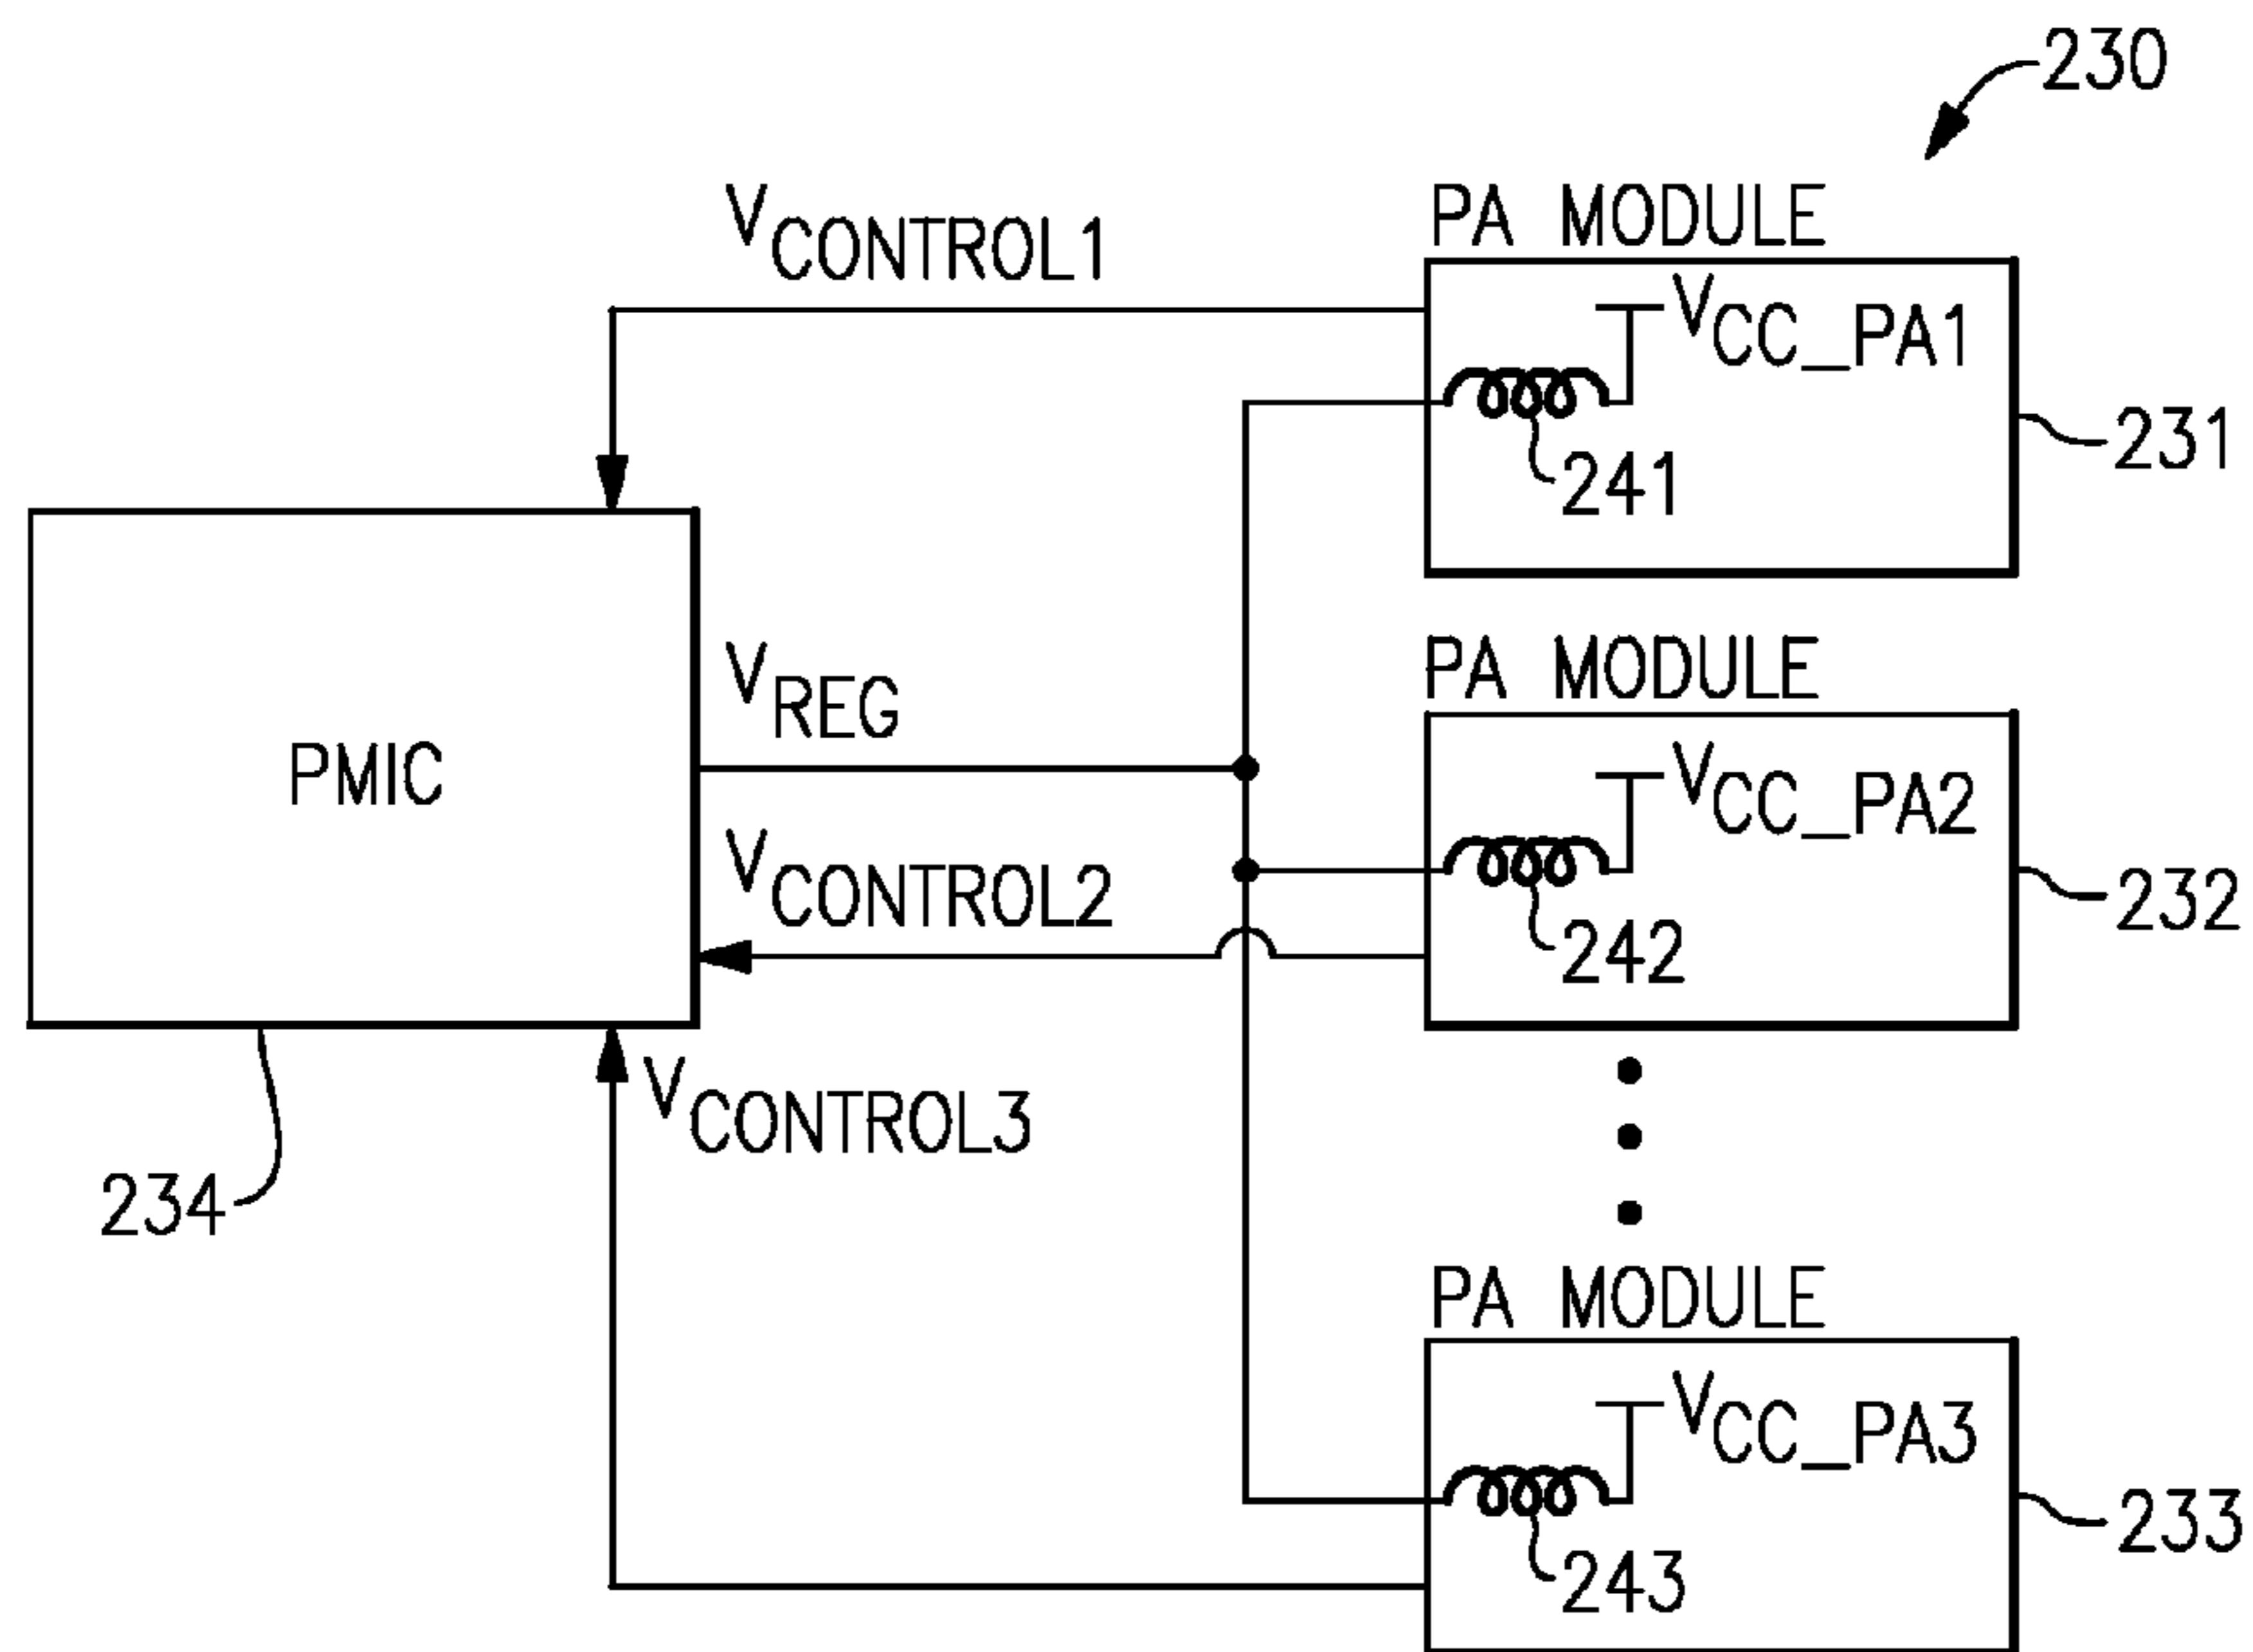 230
VCONTROL1
PA MODULE
VCC_PA1
241
231
PMIC
VREG
PA MODULE
VCC_PA2
242
232
VCONTROL2
VCONTROL3
234
PA MODULE
VCC_PA3
243
233